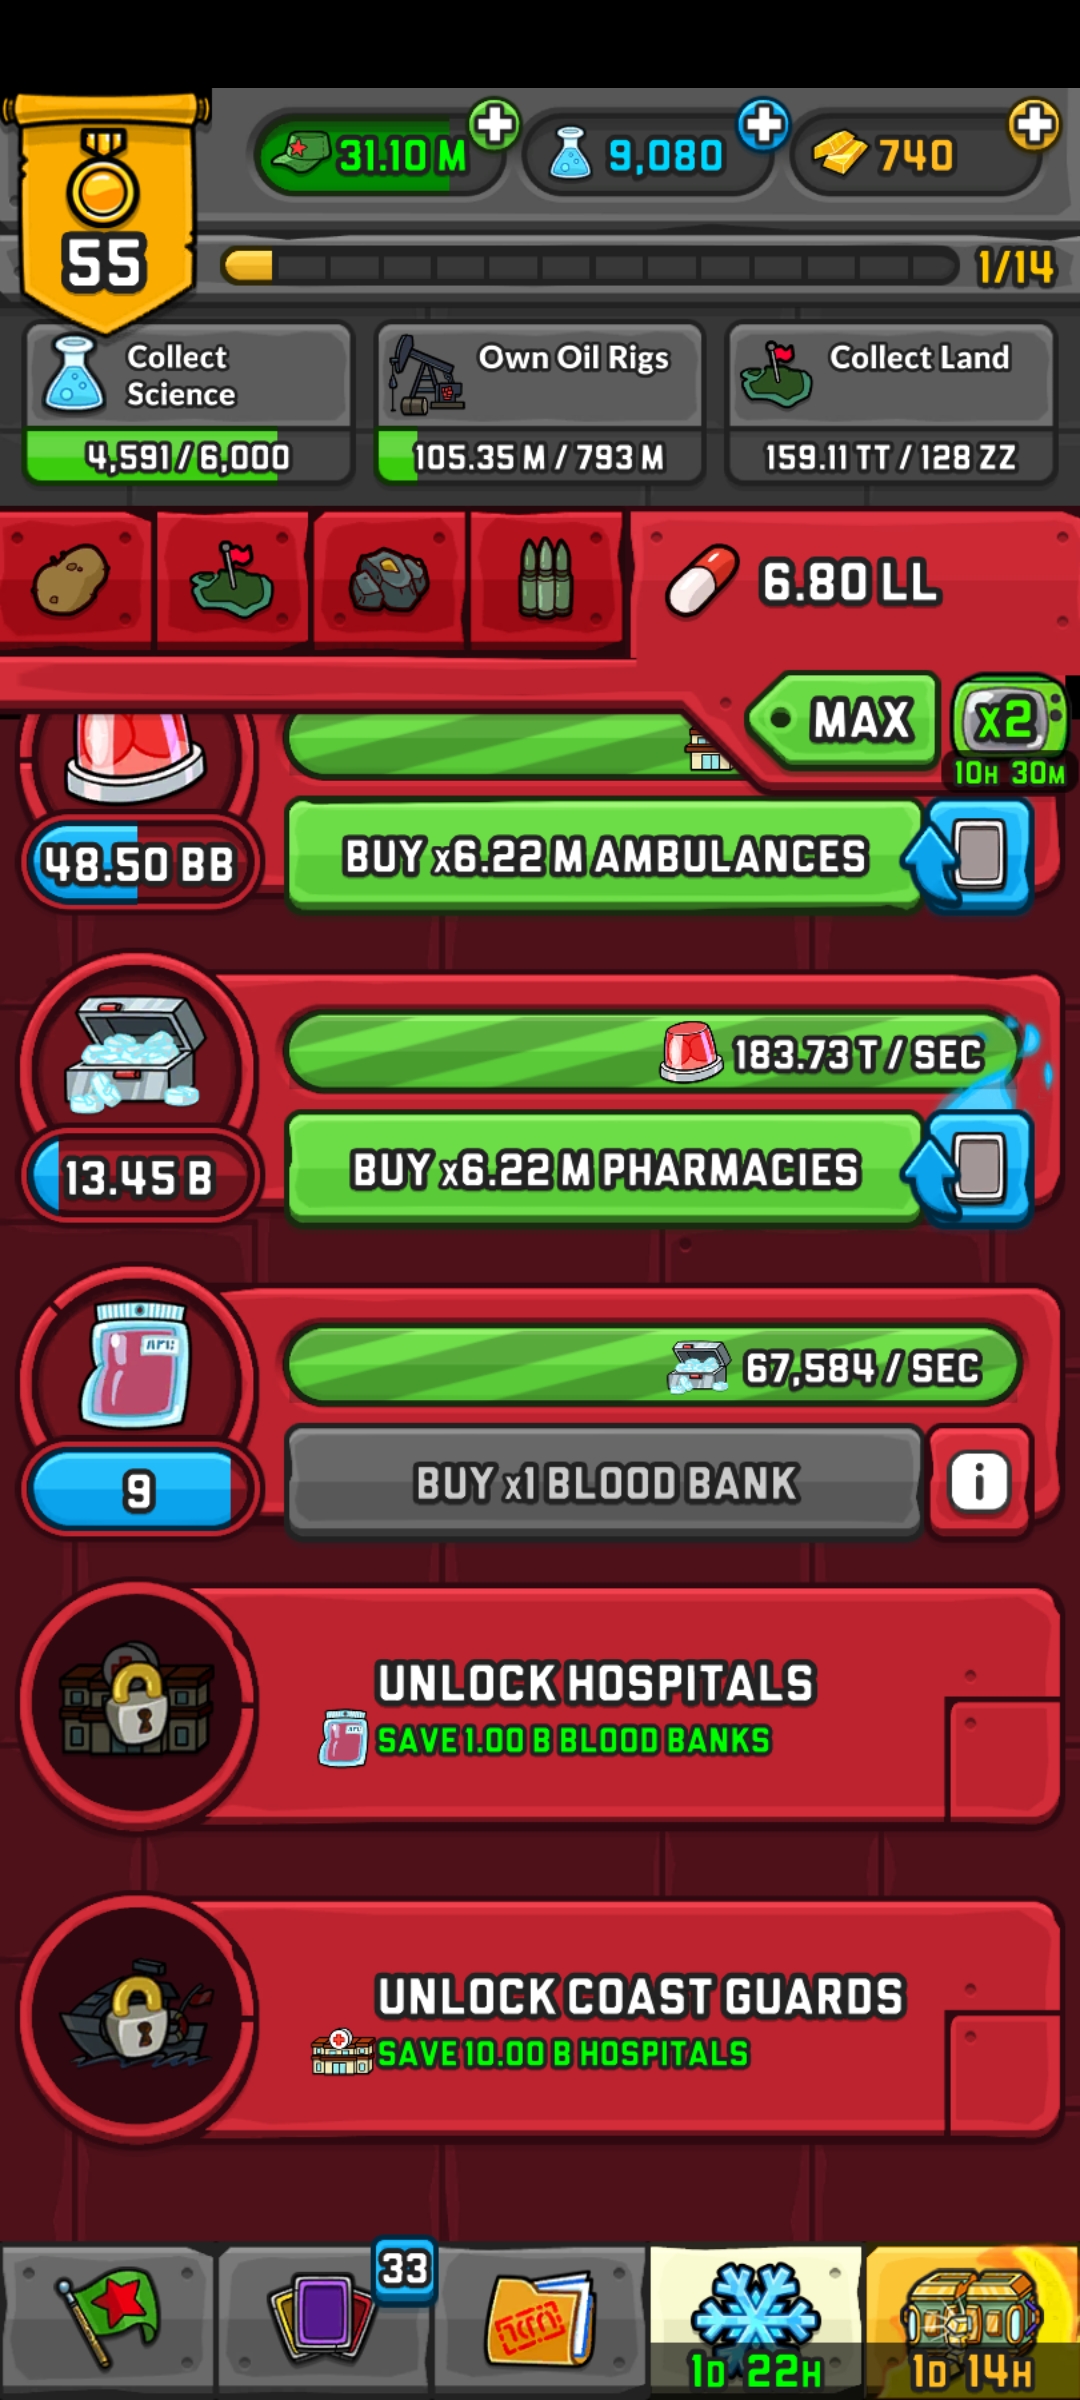 31.10 M
9,080
740
55
1/14
Collect
Science
4,591 / 6,000
Own Oil Rigs
105.35 M / 793 M
Collect Land
159.11 TT / 128 ZZ
6.80 LL
MAX
x2
10H 30M
48.50 BB
BUY x6.22 M AMBULANCES
183.73 T / SEC
13.45 B
BUY x6.22 M PHARMACIES
67,584 / SEC
9
BUY x1 BLOOD BANK
i
UNLOCK HOSPITALS
SAVE 1.00 B BLOOD BANKS
UNLOCK COAST GUARDS
SAVE 10.00 B HOSPITALS
33
1D 22H
1D 14H